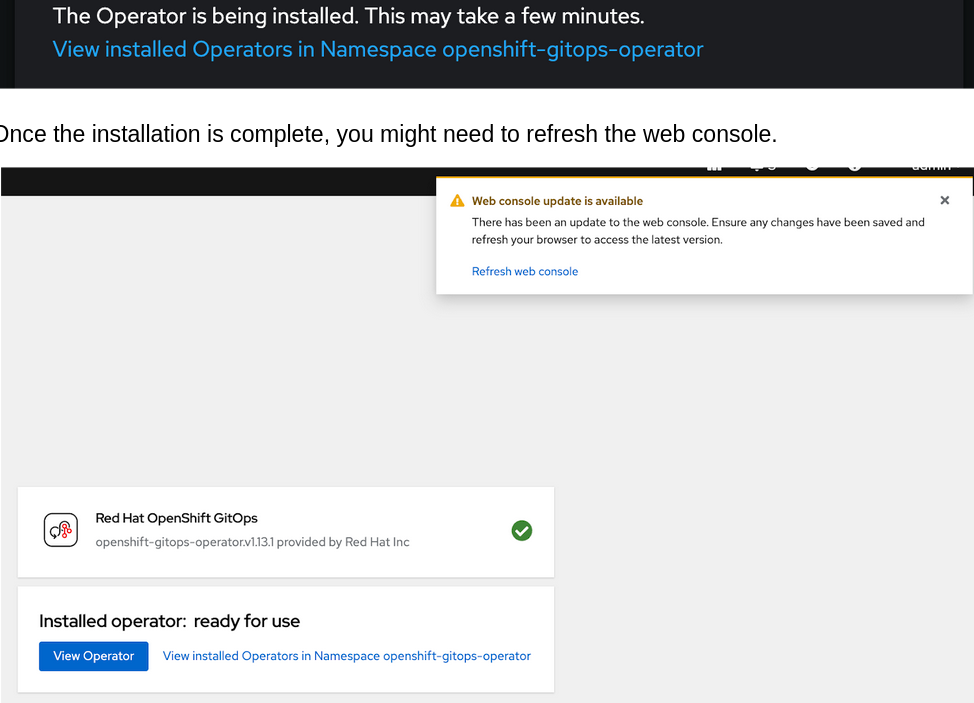 The Operator is being installed. This may take a few minutes.
View installed Operators in Namespace openshift-gitops-operator
Once the installation is complete, you might need to refresh the web console.
admin
Web console update is available
There has been an update to the web console. Ensure any changes have been saved and
refresh your browser to access the latest version.
Refresh web console
Red Hat OpenShift GitOps
openshift-gitops-operator.v1.13.1 provided by Red Hat Inc
Installed operator: ready for use
View Operator View installed Operators in Namespace openshift-gitops-operator